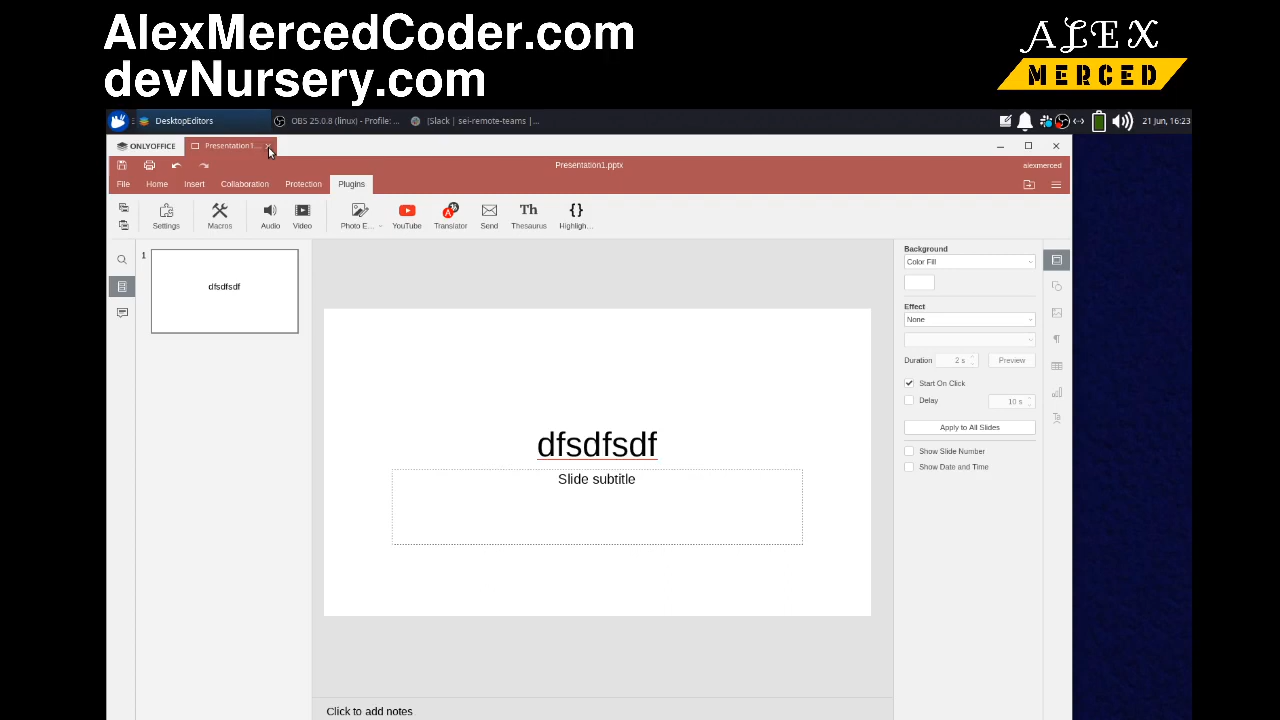 AlexMercedCoder.com
devNursery.com
ALEX
MERCED
DesktopEditors
OBS 25.0.8 (linux) - Profile: ...
[Slack | sei-remote-teams |...
21 Jun, 16:23
ONLYOFFICE
Presentation1...
Presentation1.pptx
alexmerced
File
Home
Insert
Collaboration
Protection
Plugins
Settings
Macros
Audio
Video
Photo E...
YouTube
Translator
Send
Th
Thesaurus
{}
Highligh...
1
dfsdfsdf
dfsdfsdf
Slide subtitle
Background
Color Fill
Effect
None
Duration
2 s
Preview
Start On Click
Delay
10 s
Apply to All Slides
Show Slide Number
Show Date and Time
Click to add notes